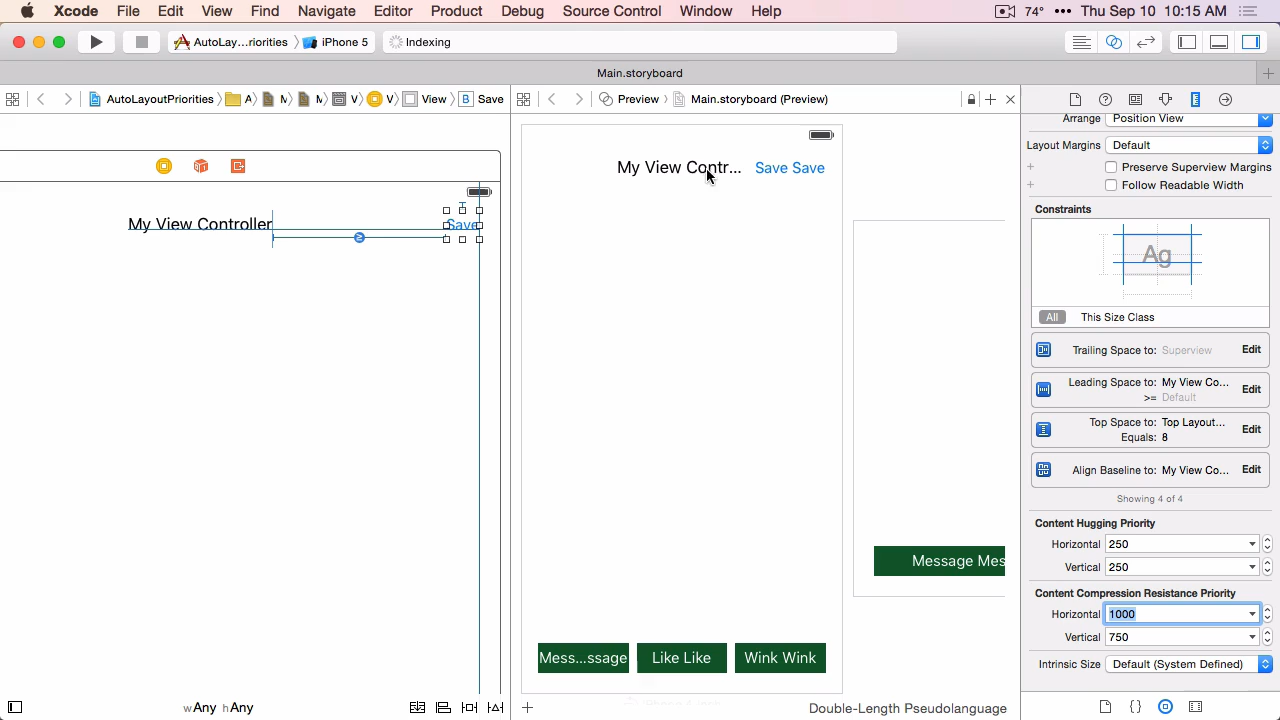 Xcode File Edit View Find Navigate Editor Product Debug Source Control Window Help 74° Thu Sep 10 10:15 AM
AutoLay...riorities iPhone 5 Indexing
Main.storyboard
AutoLayoutPriorities A M M V V View B Save
Preview Main.storyboard (Preview)
My View Controller Save
My View Contr... Save Save
Message Mes
Mess...ssage Like Like Wink Wink
wAny hAny
Double-Length Pseudolanguage
Arrange Position View
Layout Margins Default
Preserve Superview Margins
Follow Readable Width
Constraints
Ag
All This Size Class
Trailing Space to: Superview Edit
Leading Space to: My View Co... Edit
>= Default
Top Space to: Top Layout... Edit
Equals: 8
Align Baseline to: My View Co... Edit
Showing 4 of 4
Content Hugging Priority
Horizontal 250
Vertical 250
Content Compression Resistance Priority
Horizontal 1000
Vertical 750
Intrinsic Size Default (System Defined)